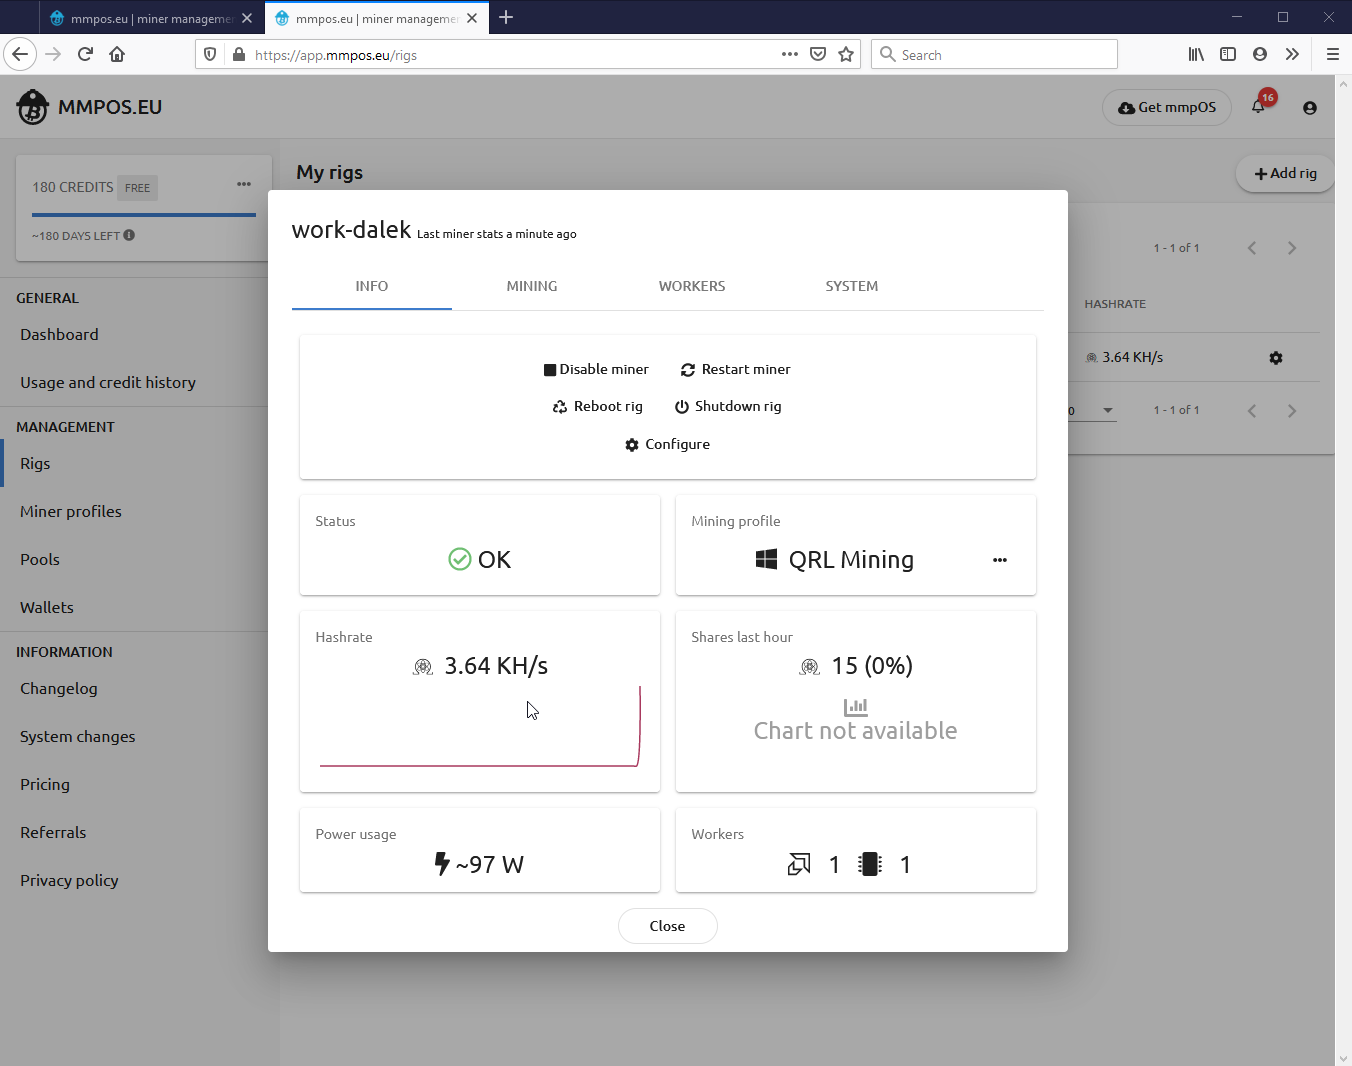 mmpos.eu | miner manageme
mmpos.eu | miner managemen
https://app.mmpos.eu/rigs
Search
MMPOS.EU
Get mmpOS
16
180 CREDITS FREE
~180 DAYS LEFT
My rigs
Add rig
1 - 1 of 1
HASHRATE
3.64 KH/s
0
1 - 1 of 1
GENERAL
Dashboard
Usage and credit history
MANAGEMENT
Rigs
Miner profiles
Pools
Wallets
INFORMATION
Changelog
System changes
Pricing
Referrals
Privacy policy
work-dalek Last miner stats a minute ago
INFO MINING WORKERS SYSTEM
Disable miner Restart miner
Reboot rig Shutdown rig
Configure
Status
OK
Mining profile
QRL Mining
Hashrate
3.64 KH/s
Shares last hour
15 (0%)
Chart not available
Power usage
~97 W
Workers
1 1
Close